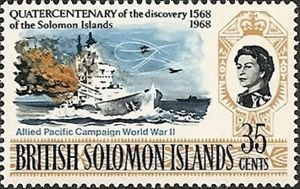 QUATERCENTENARY of the discovery 1568
of the Solomon Islands 1968
Allied Pacific Campaign World War II
35
CENTS
BRITISH SOLOMON ISLANDS